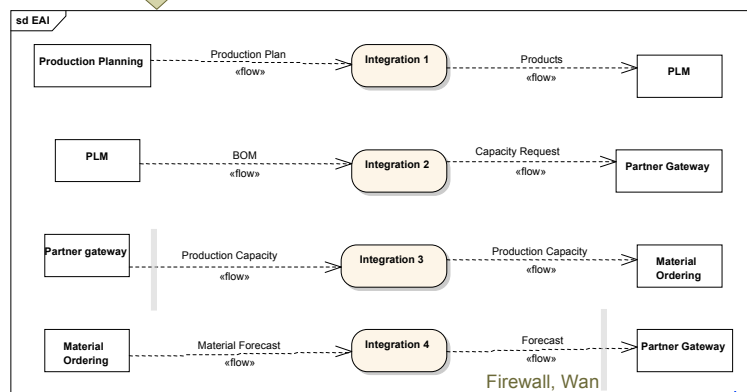 sd EAI
Production Planning
Production Plan
«flow»
Integration 1
Products
«flow»
PLM
PLM
BOM
«flow»
Integration 2
Capacity Request
«flow»
Partner Gateway
Partner gateway
Production Capacity
«flow»
Integration 3
Production Capacity
«flow»
Material
Ordering
Material
Ordering
Material Forecast
«flow»
Integration 4
Forecast
«flow»
Partner Gateway
Firewall, Wan